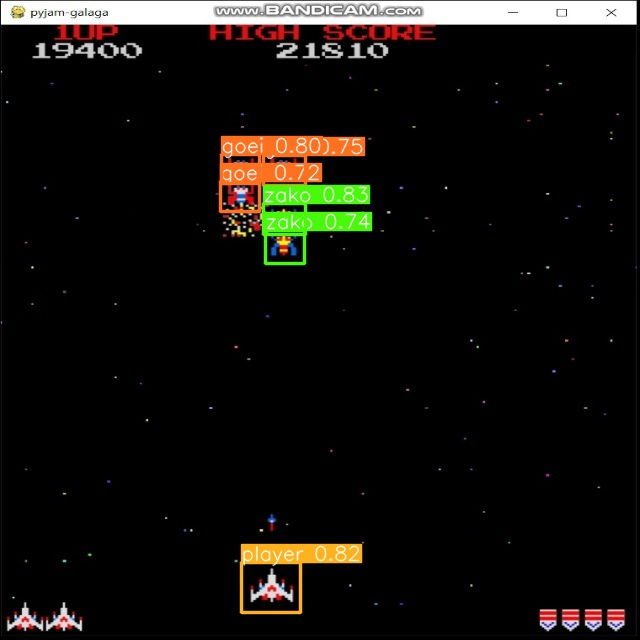 pyjam-galaga
www.BANDICAM.com
1UP HIGH SCORE
19400 21810
goei 0.80 0.75
goei 0.72
zako 0.83
zako 0.74
player 0.82